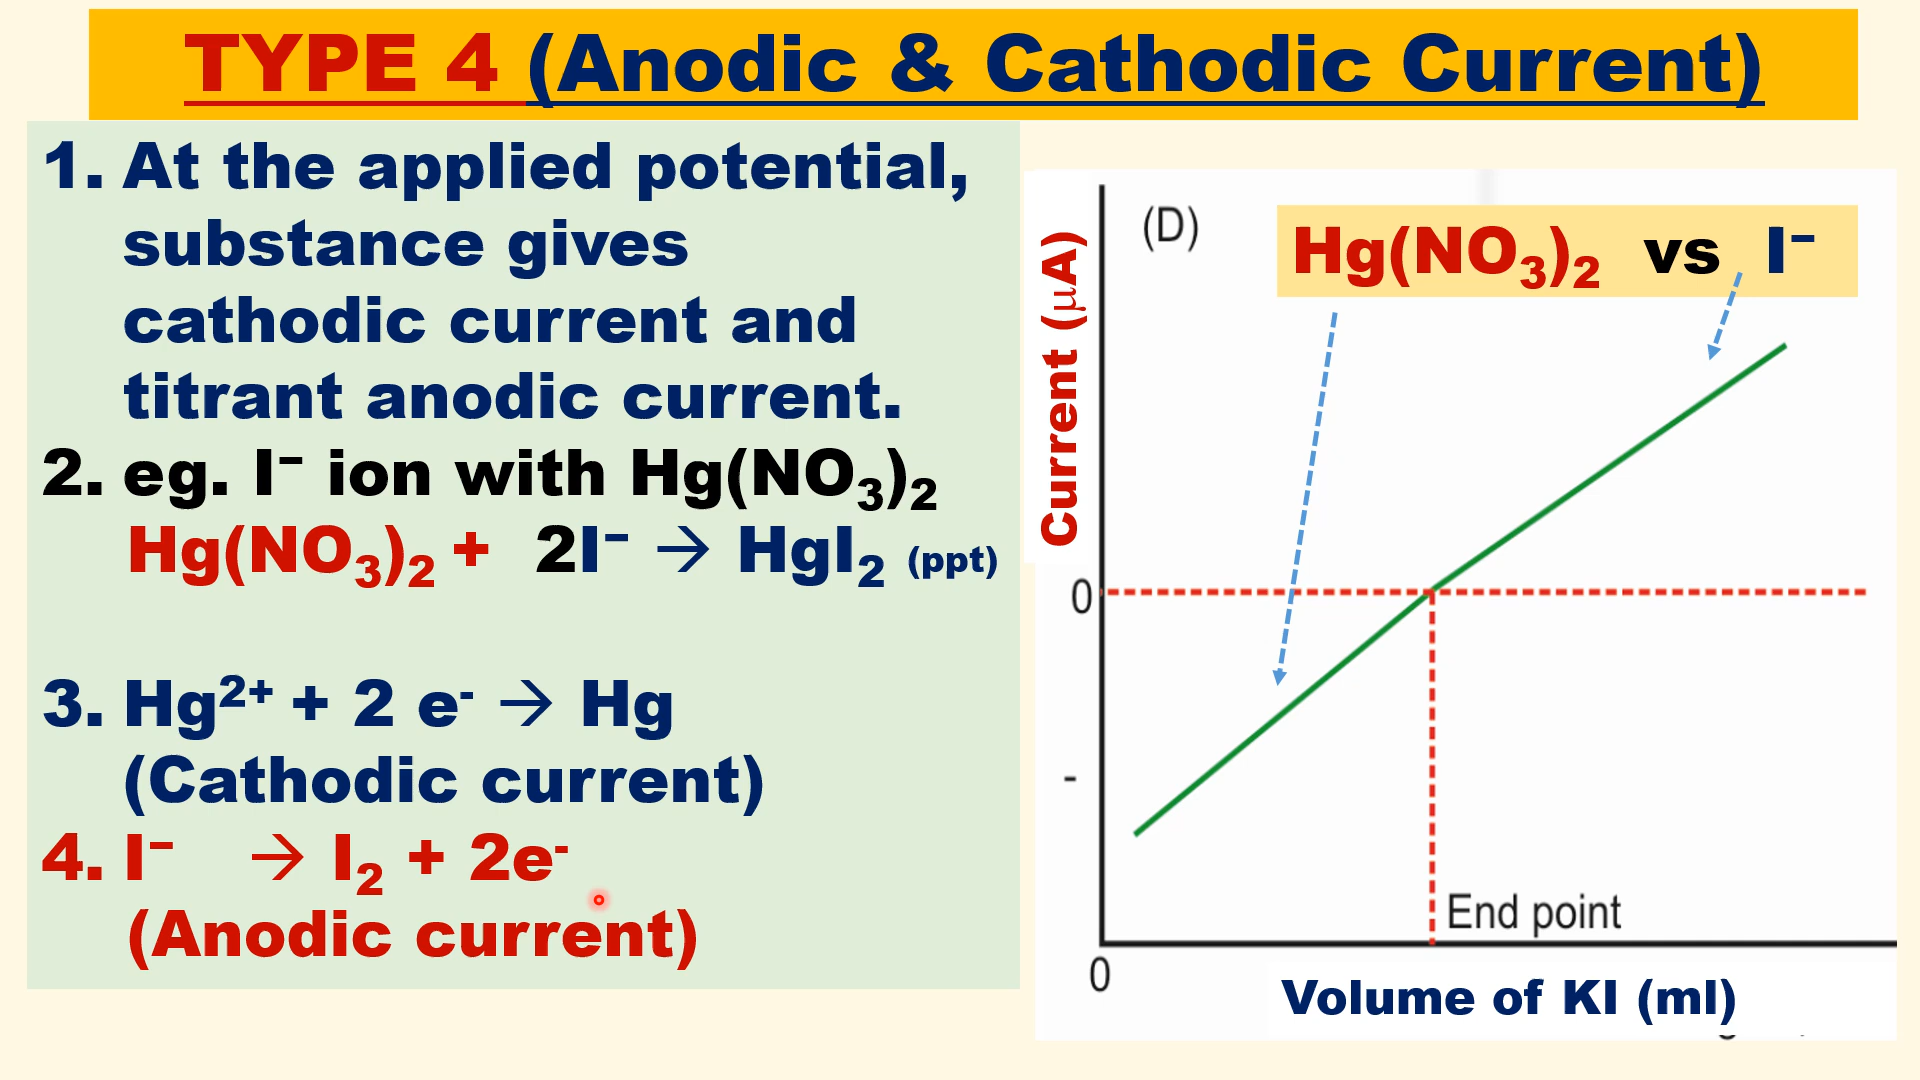 TYPE 4 (Anodic & Cathodic Current)
1. At the applied potential,
substance gives
cathodic current and
titrant anodic current.
2. eg. I⁻ ion with Hg(NO₃)₂
Hg(NO₃)₂ + 2I⁻ → HgI₂ (ppt)
3. Hg²⁺ + 2 e⁻ → Hg
(Cathodic current)
4. I⁻ → I₂ + 2e⁻
(Anodic current)
(D)
Hg(NO₃)₂ vs I⁻
Current (μA)
0
-
End point
0
Volume of KI (ml)